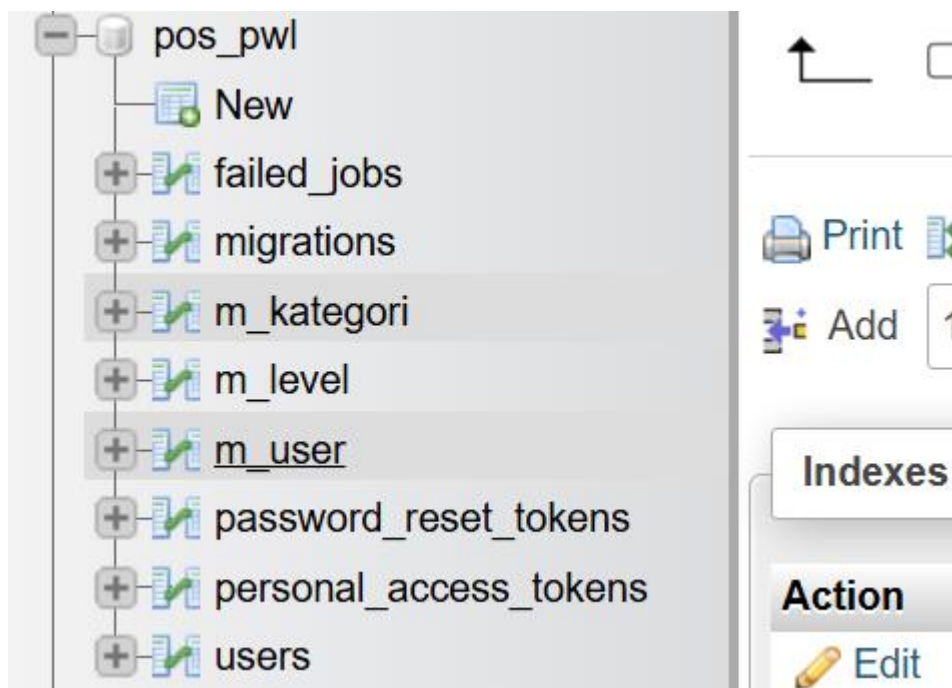 pos_pwl
New
failed_jobs
migrations
m_kategori
m_level
m_user
password_reset_tokens
personal_access_tokens
users
Print
Add
Indexes
Action
Edit